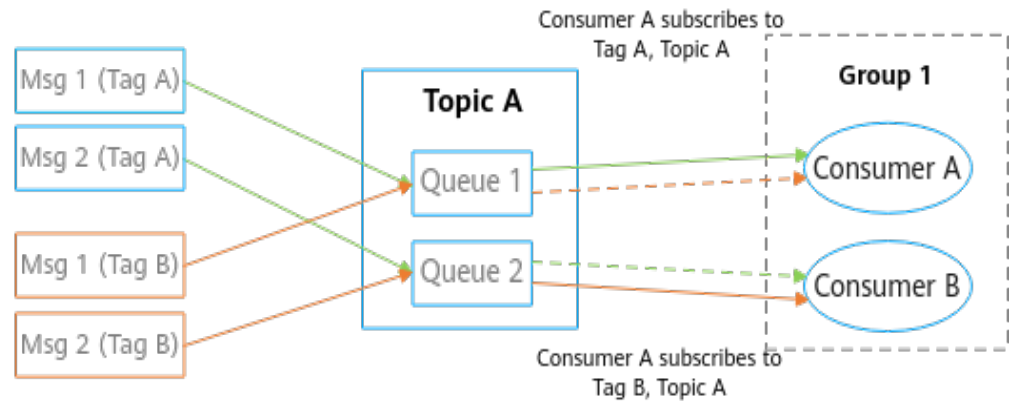 Consumer A subscribes to
Tag A, Topic A
Msg 1 (Tag A)
Msg 2 (Tag A)
Msg 1 (Tag B)
Msg 2 (Tag B)
Topic A
Queue 1
Queue 2
Group 1
Consumer A
Consumer B
Consumer A subscribes to
Tag B, Topic A